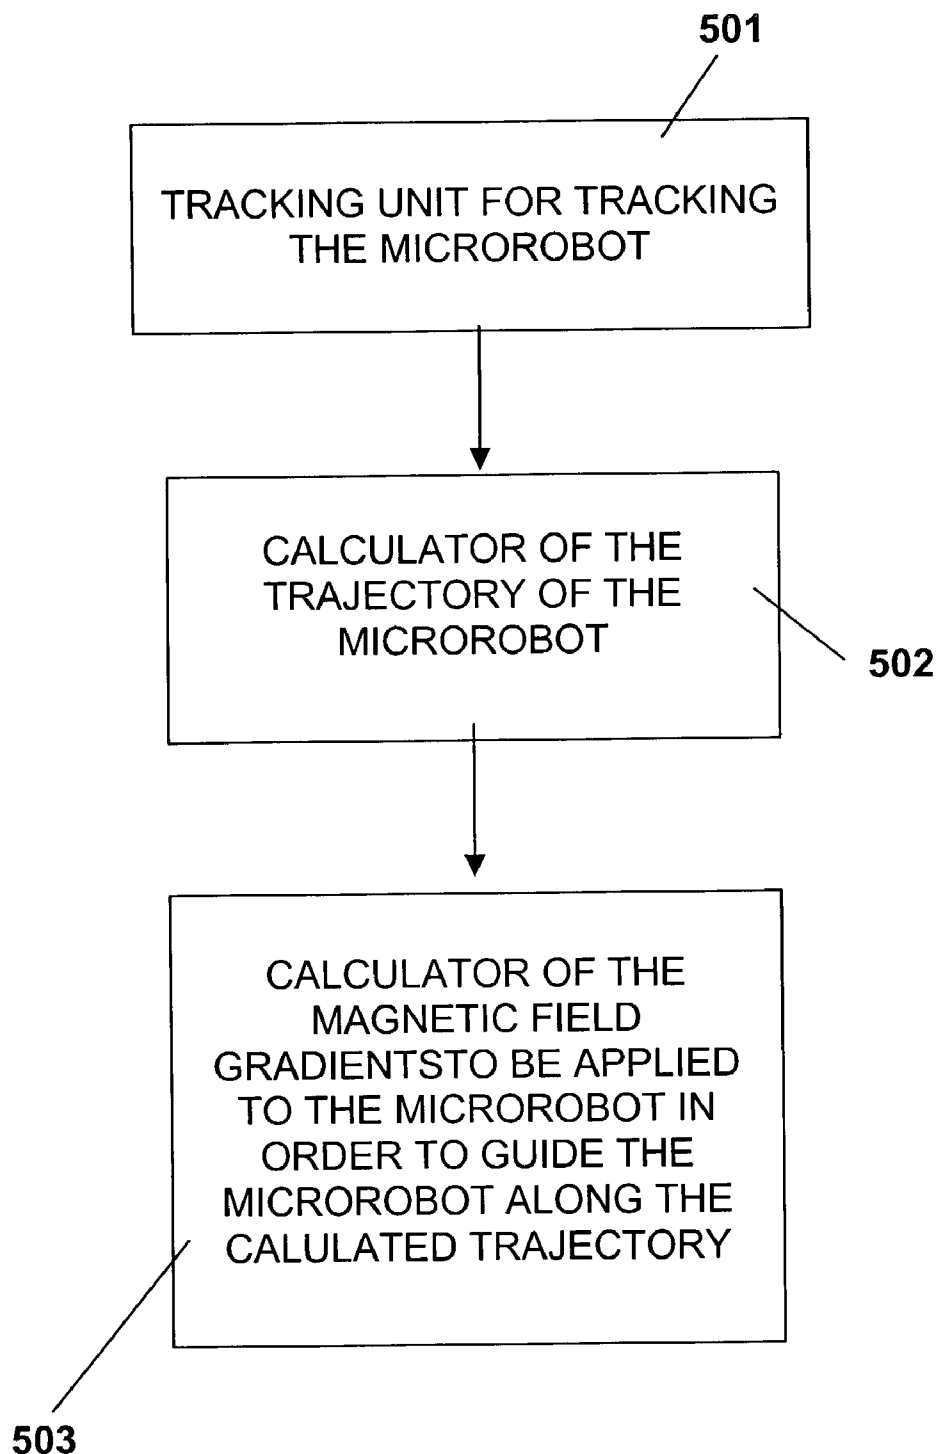 501
TRACKING UNIT FOR TRACKING
THE MICROROBOT
CALCULATOR OF THE
TRAJECTORY OF THE
MICROROBOT
502
CALCULATOR OF THE
MAGNETIC FIELD
GRADIENTSTO BE APPLIED
TO THE MICROROBOT IN
ORDER TO GUIDE THE
MICROROBOT ALONG THE
CALULATED TRAJECTORY
503